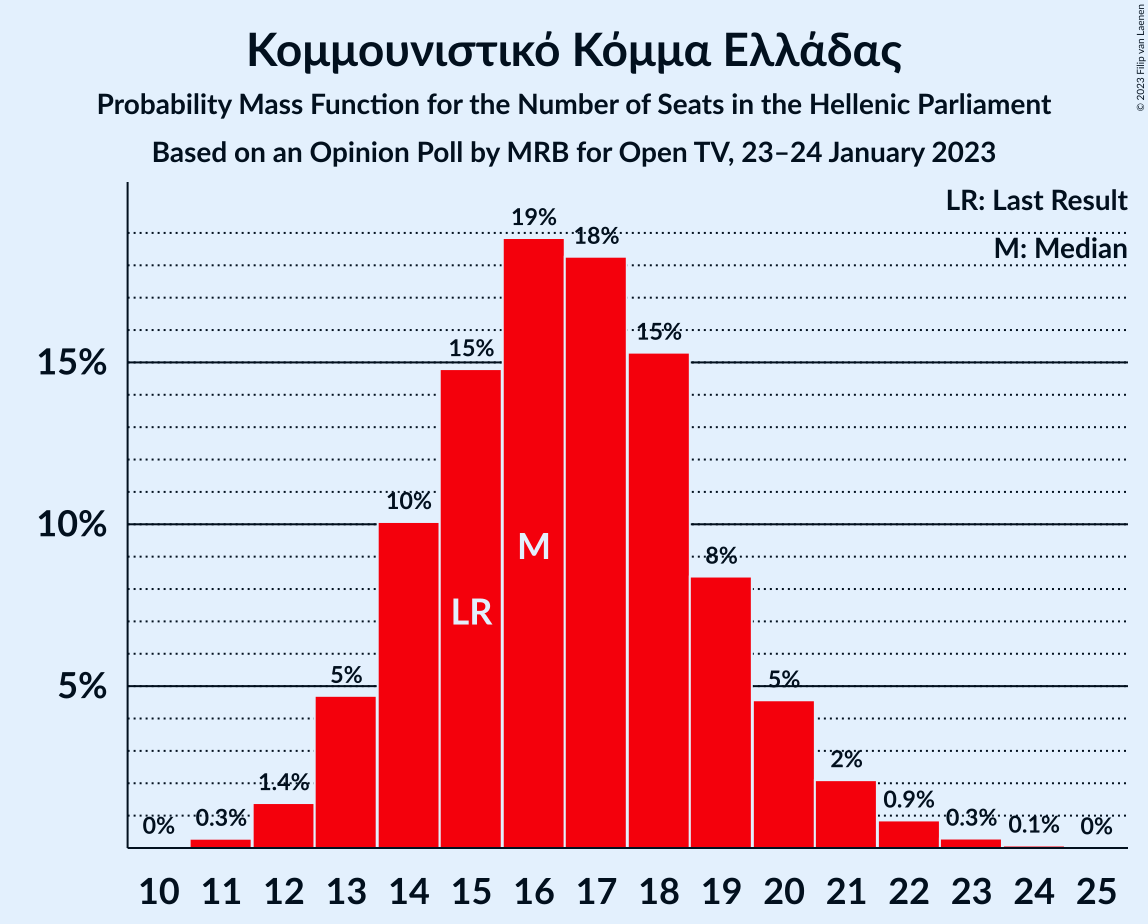 Κομμουνιστικό Κόμμα Ελλάδας
Probability Mass Function for the Number of Seats in the Hellenic Parliament
Based on an Opinion Poll by MRB for Open TV, 23–24 January 2023
© 2023 Filip van Laenen
LR: Last Result
M: Median
19%
18%
15%
15%
15%
10%
10%
M
8%
LR
5%
5%
5%
2%
1.4%
0.9%
0.3%
0.3%
0.1%
0%
0%
10 11 12 13 14 15 16 17 18 19 20 21 22 23 24 25